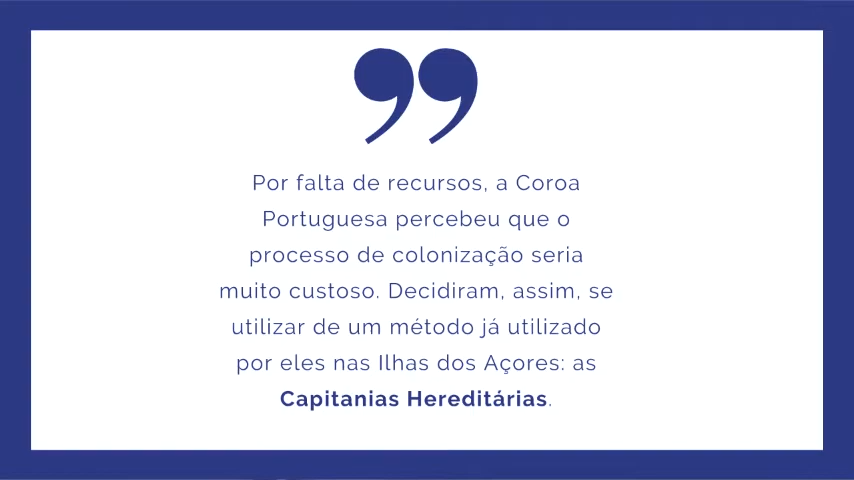 Por falta de recursos, a Coroa
Portuguesa percebeu que o
processo de colonização seria
muito custoso. Decidiram, assim, se
utilizar de um método já utilizado
por eles nas Ilhas dos Açores: as
Capitanias Hereditárias.